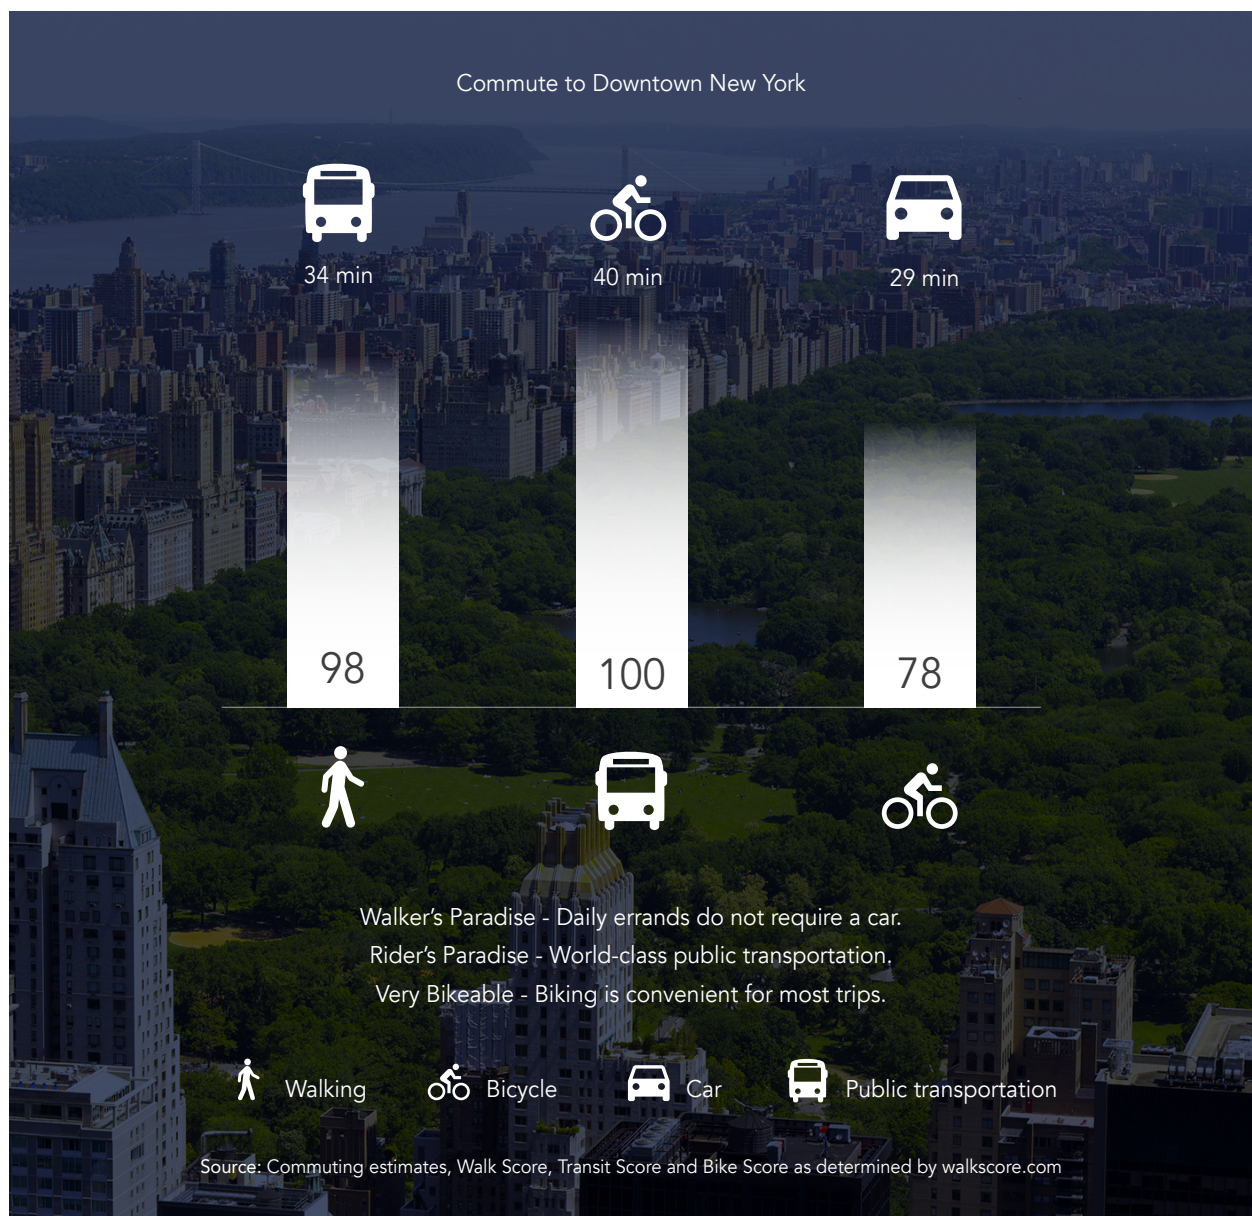 Commute to Downtown New York
34 min
40 min
29 min
98
100
78
Walker’s Paradise - Daily errands do not require a car.
Rider’s Paradise - World-class public transportation.
Very Bikeable - Biking is convenient for most trips.
Walking
Bicycle
Car
Public transportation
Source: Commuting estimates, Walk Score, Transit Score and Bike Score as determined by walkscore.com